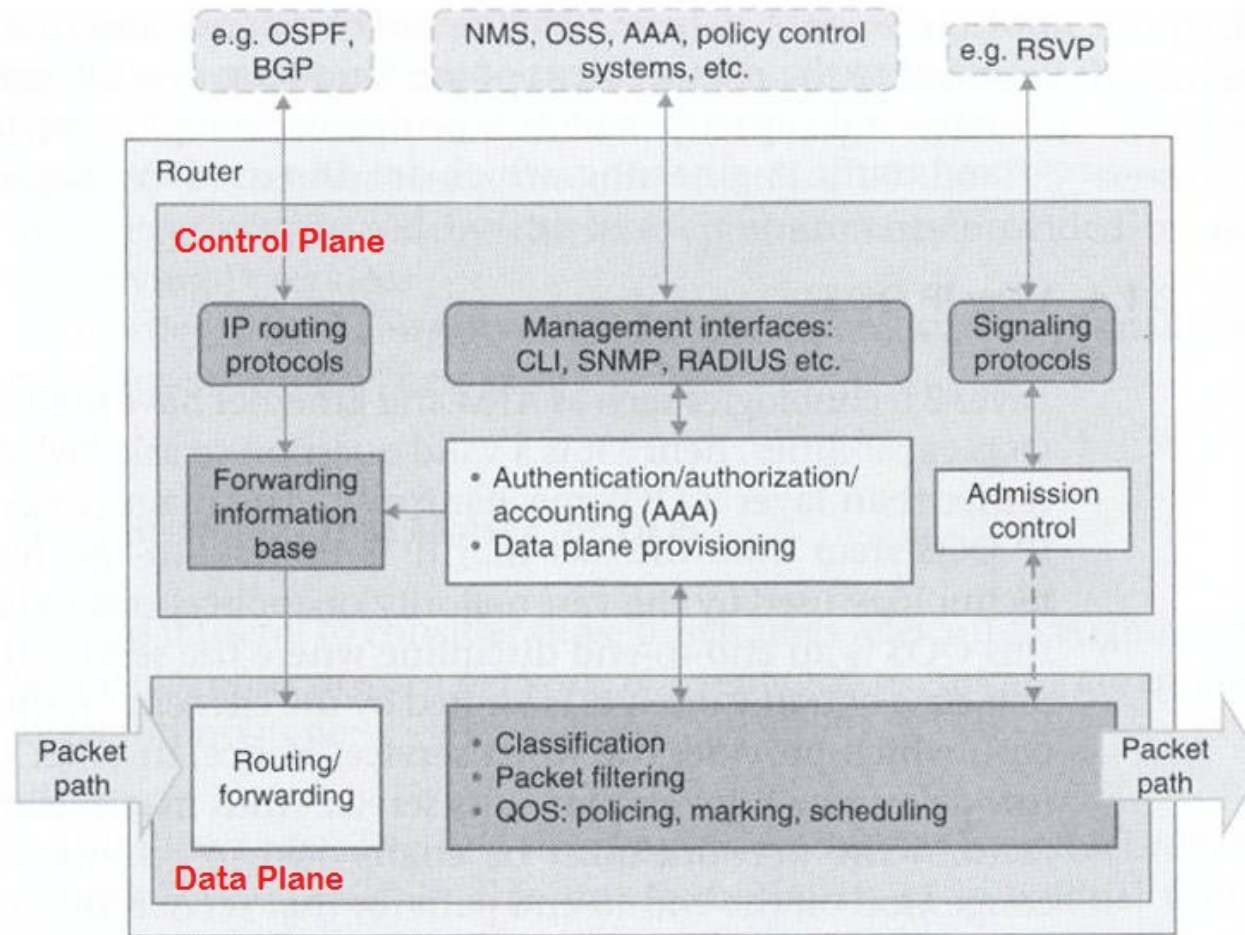 e.g. OSPF,
BGP
NMS, OSS, AAA, policy control
systems, etc.
e.g. RSVP
Router
Control Plane
IP routing
protocols
Management interfaces:
CLI, SNMP, RADIUS etc.
Signaling
protocols
Forwarding
information
base
• Authentication/authorization/
accounting (AAA)
• Data plane provisioning
Admission
control
Packet
path
Routing/
forwarding
• Classification
• Packet filtering
• QOS: policing, marking, scheduling
Packet
path
Data Plane